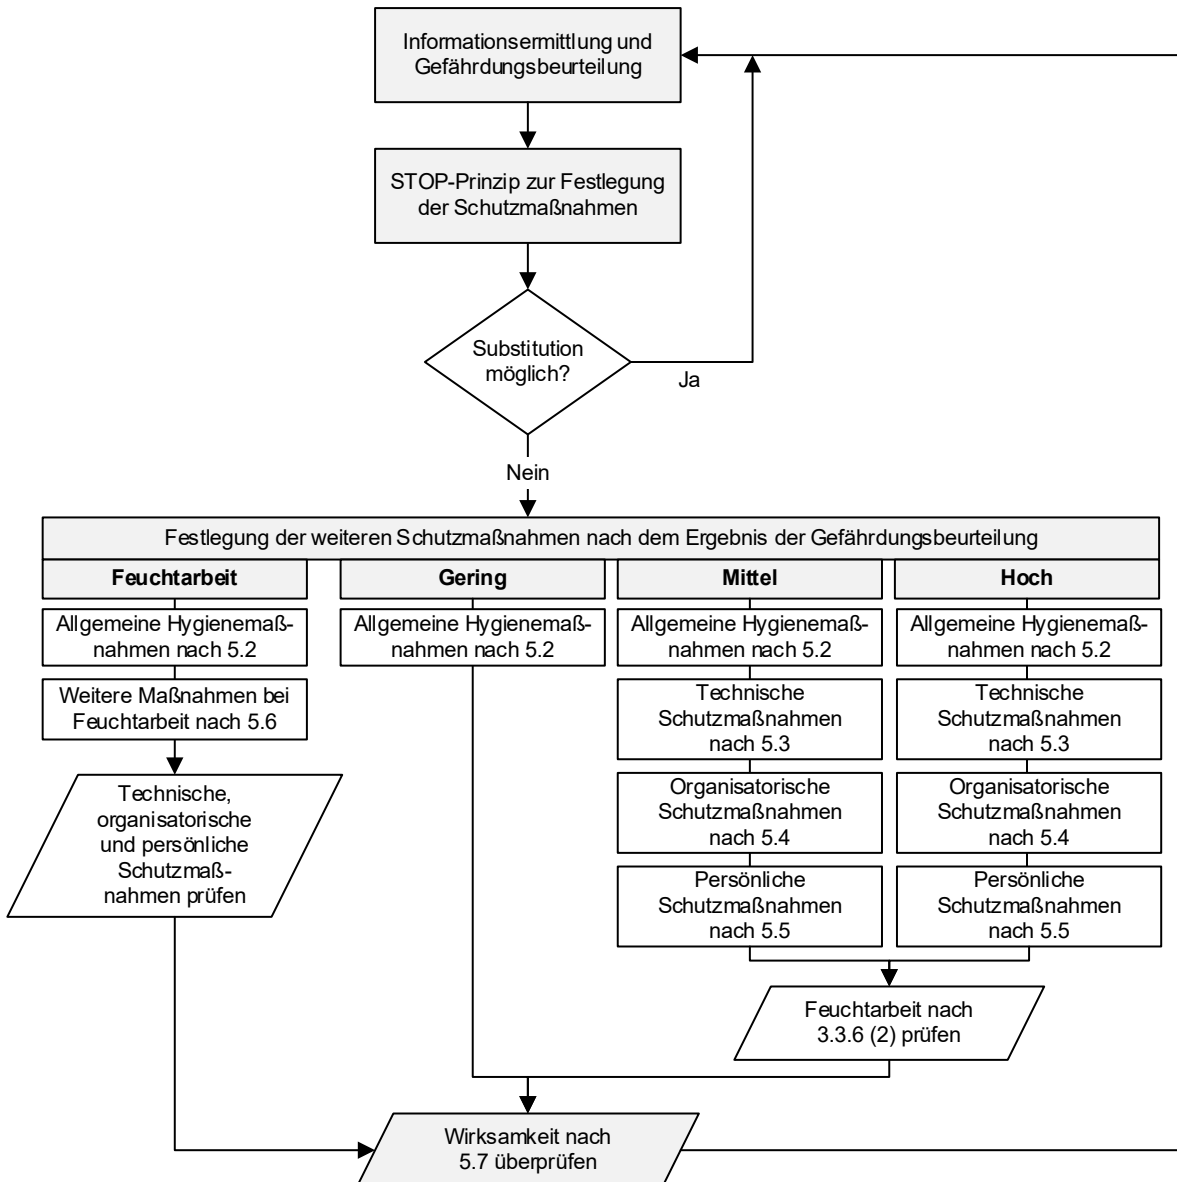 Informationsermittlung und
Gefährdungsbeurteilung
STOP-Prinzip zur Festlegung
der Schutzmaßnahmen
Substitution
möglich?
Ja
Nein
Festlegung der weiteren Schutzmaßnahmen nach dem Ergebnis der Gefährdungsbeurteilung
Feuchtarbeit
Allgemeine Hygienemaß-
nahmen nach 5.2
Weitere Maßnahmen bei
Feuchtarbeit nach 5.6
Technische,
organisatorische
und persönliche
Schutzmaß-
nahmen prüfen
Gering
Allgemeine Hygienemaß-
nahmen nach 5.2
Mittel
Allgemeine Hygienemaß-
nahmen nach 5.2
Technische
Schutzmaßnahmen
nach 5.3
Organisatorische
Schutzmaßnahmen
nach 5.4
Persönliche
Schutzmaßnahmen
nach 5.5
Hoch
Allgemeine Hygienemaß-
nahmen nach 5.2
Technische
Schutzmaßnahmen
nach 5.3
Organisatorische
Schutzmaßnahmen
nach 5.4
Persönliche
Schutzmaßnahmen
nach 5.5
Feuchtarbeit nach
3.3.6 (2) prüfen
Wirksamkeit nach
5.7 überprüfen